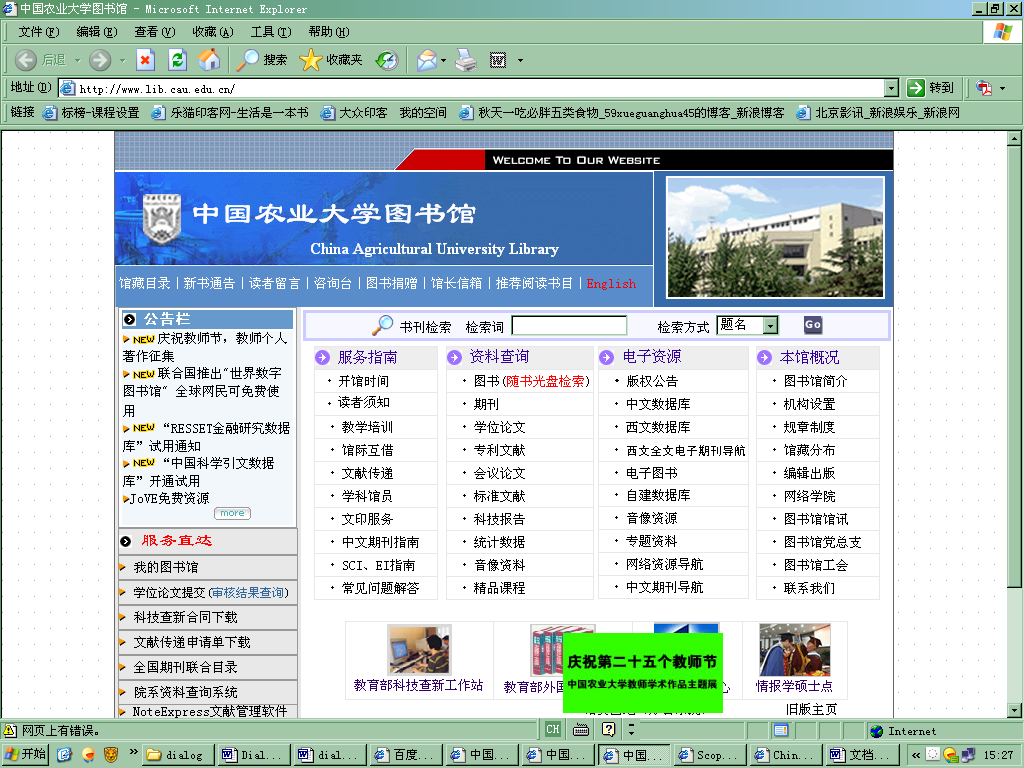 中国农业大学图书馆 - Microsoft Internet Explorer
文件(F) 编辑(E) 查看(V) 收藏(A) 工具(T) 帮助(H)
后退 搜索 收藏夹
地址(D) http://www.lib.cau.edu.cn/ 转到
链接 标榜-课程设置 乐猫印客网-生活是一本书 大众印客 我的空间 秋天一吃必胖五类食物_59xueguanghua45的博客_新浪博客 北京影讯_新浪娱乐_新浪网
WELCOME TO OUR WEBSITE
中国农业大学图书馆
China Agricultural University Library
馆藏目录 | 新书通告 | 读者留言 | 咨询台 | 图书捐赠 | 馆长信箱 | 推荐阅读书目 | English
公告栏
NEW 庆祝教师节，教师个人
著作征集
NEW 联合国推出"世界数字
图书馆" 全球网民可免费使
用
NEW “RESSET金融研究数据
库”试用通知
NEW “中国科学引文数据
库”开通试用
JoVE免费资源
more
服务直达
我的图书馆
学位论文提交(审核结果查询)
科技查新合同下载
文献传递申请单下载
全国期刊联合目录
院系资料查询系统
NoteExpress文献管理软件
书刊检索 检索词 检索方式 题名 Go
服务指南
· 开馆时间
· 读者须知
· 教学培训
· 馆际互借
· 文献传递
· 学科馆员
· 文印服务
· 中文期刊指南
· SCI、EI指南
· 常见问题解答
资料查询
· 图书(随书光盘检索)
· 期刊
· 学位论文
· 专利文献
· 会议论文
· 标准文献
· 科技报告
· 统计数据
· 音像资料
· 精品课程
电子资源
· 版权公告
· 中文数据库
· 西文数据库
· 西文全文电子期刊导航
· 电子图书
· 自建数据库
· 音像资源
· 专题资料
· 网络资源导航
· 中文期刊导航
本馆概况
· 图书馆简介
· 机构设置
· 规章制度
· 馆藏分布
· 编辑出版
· 网络学院
· 图书馆馆讯
· 图书馆党总支
· 图书馆工会
· 联系我们
教育部科技查新工作站
教育部外国
心
情报学硕士点
庆祝第二十五个教师节
中国农业大学教师学术作品主题展
旧版主页
网页上有错误。 CH Internet
开始 dialog Dial... dial... 百度... 中国... 中国... 中国... Scop... Chin... 文档... 15:27